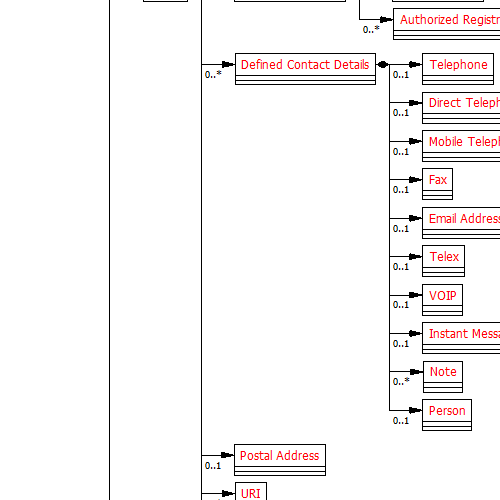 Authorized Registr
0..*
Defined Contact Details
0..*
Telephone
0..1
Direct Teleph
0..1
Mobile Telep
0..1
Fax
0..1
Email Address
0..1
Telex
0..1
VOIP
0..1
Instant Messa
0..1
Note
0..*
Person
0..1
Postal Address
0..1
URI